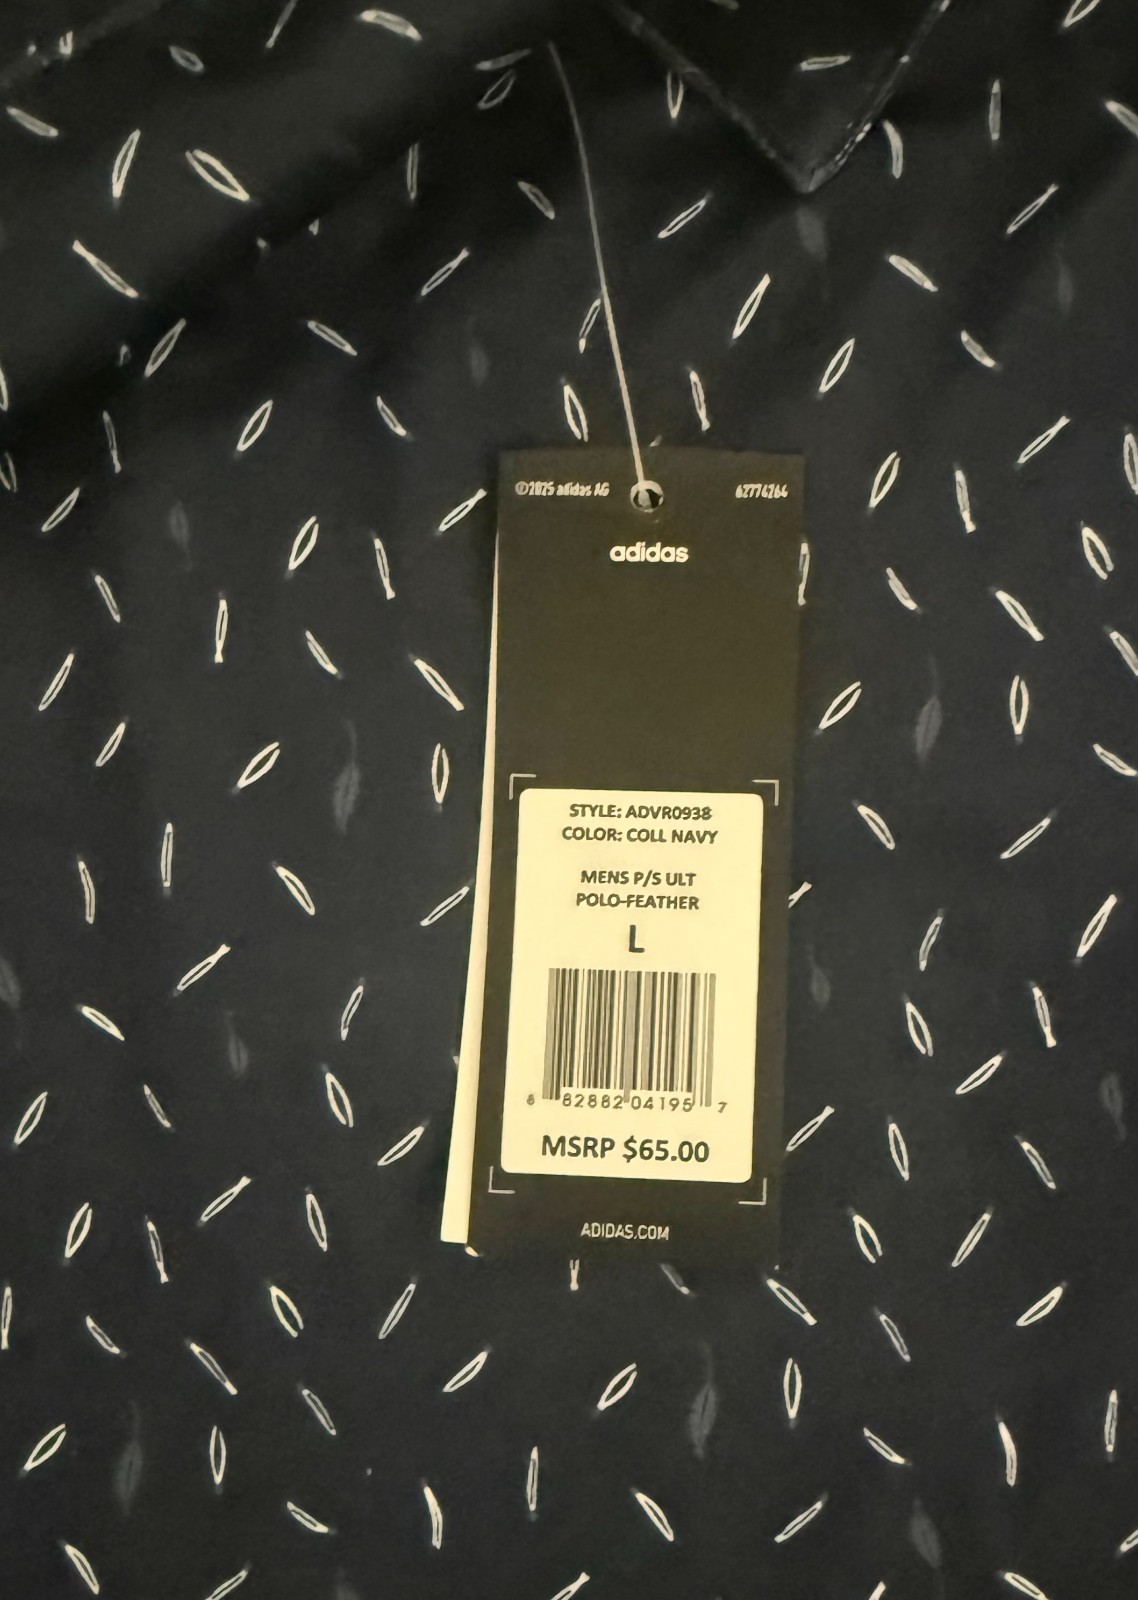 ©2025 adidas AG
62774264
adidas
STYLE: ADVR0938
COLOR: COLL NAVY
MENS P/S ULT
POLO-FEATHER
L
8 82882 04195 7
MSRP $65.00
ADIDAS.COM